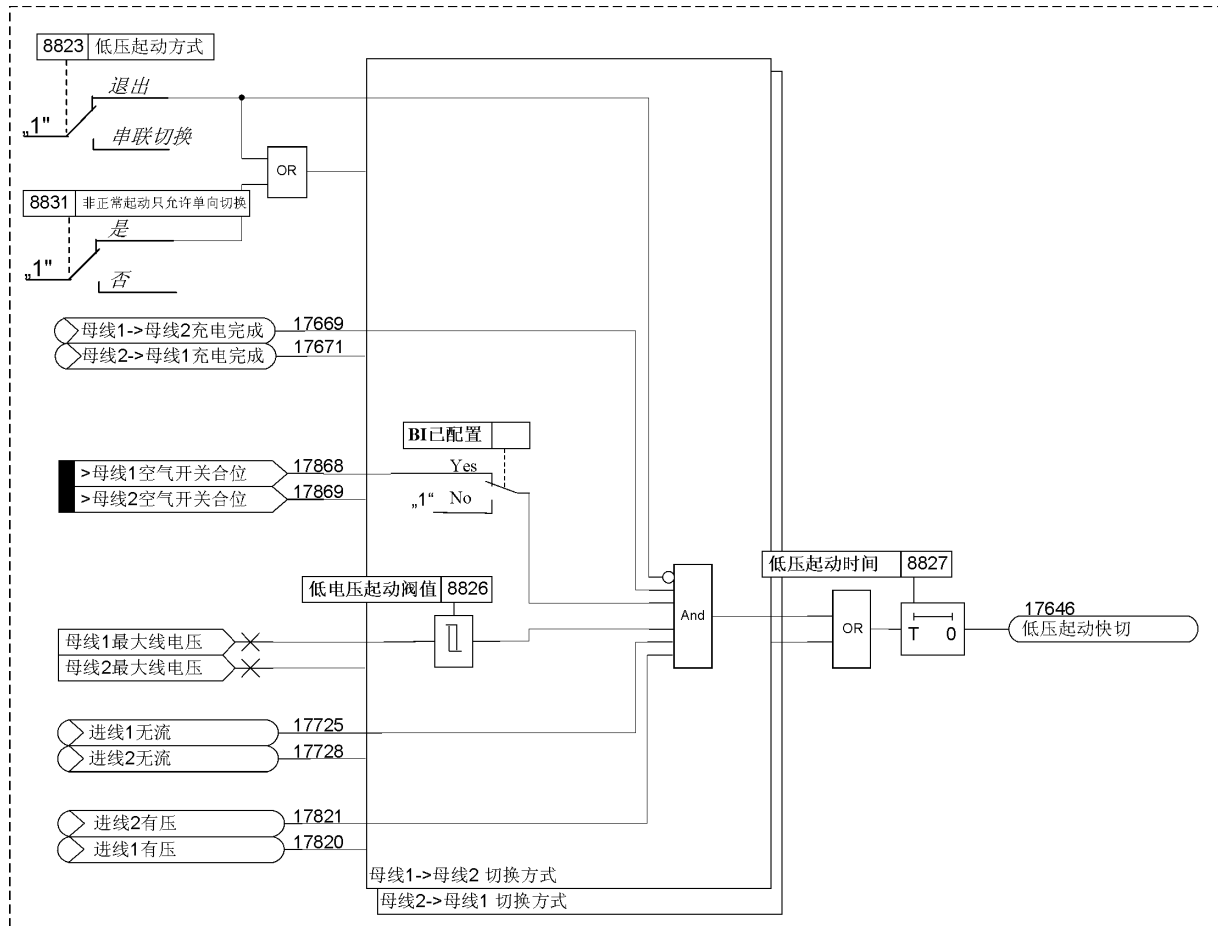 8823 低压起动方式
退出
„1"
串联切换
OR
8831 非正常起动只允许单向切换
是
„1"
否
母线1->母线2充电完成 17669
母线2->母线1充电完成 17671
BI已配置
>母线1空气开关合位 17868
Yes
>母线2空气开关合位 17869
„1“ No
低压起动时间 8827
低电压起动阀值 8826
And
OR
T 0
17646
低压起动快切
母线1最大线电压
母线2最大线电压
进线1无流 17725
进线2无流 17728
进线2有压 17821
进线1有压 17820
母线1->母线2 切换方式
母线2->母线1 切换方式